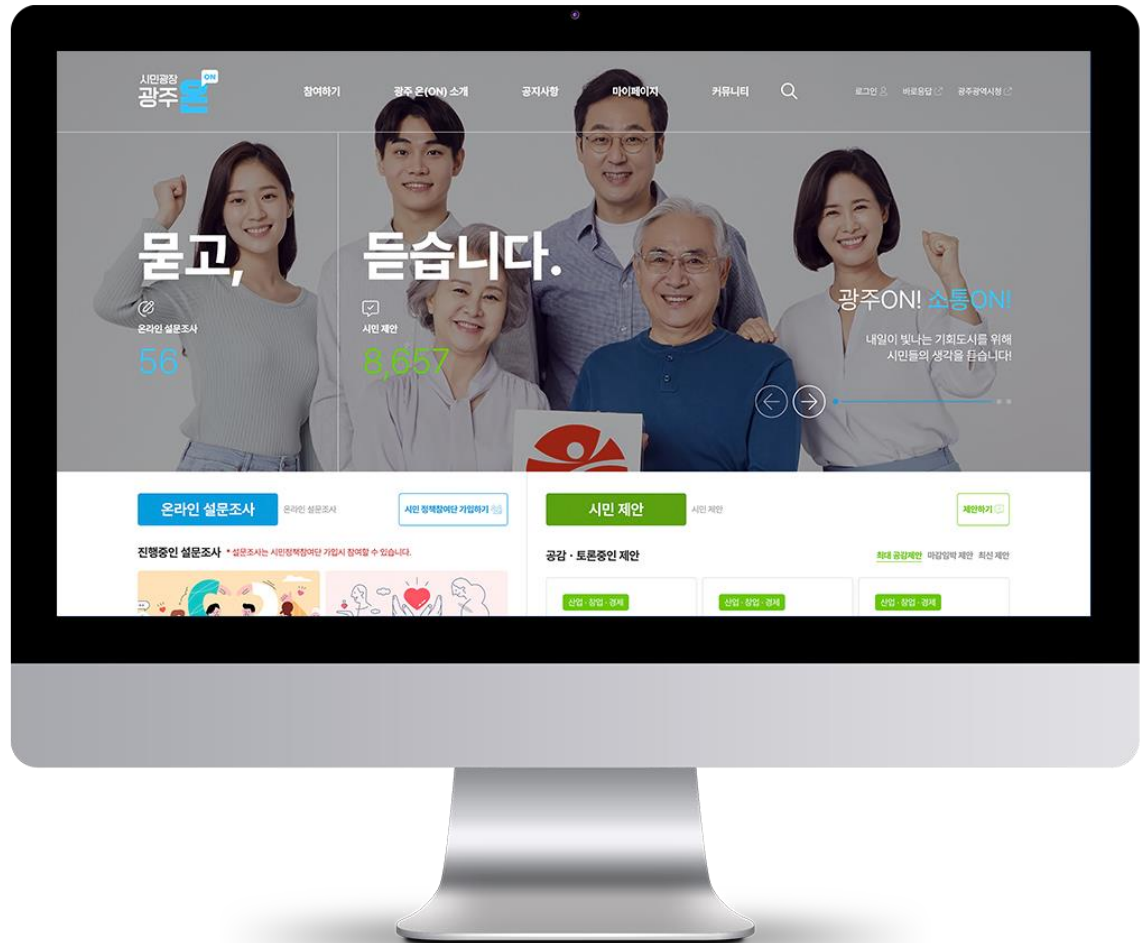 시민광장
광주온
ON
참여하기
광주 온(ON) 소개
공지사항
마이페이지
커뮤니티
로그인
바로응답
광주광역시청
묻고,
듣습니다.
온라인 설문조사
56
시민 제안
8,657
광주ON! 소통ON!
내일이 빛나는 기회도시를 위해
시민들의 생각을 듣습니다!
온라인 설문조사
온라인 설문조사
시민 정책참여단 가입하기
진행중인 설문조사 * 설문조사는 시민정책참여단 가입시 참여할 수 있습니다.
시민 제안
시민 제안
제안하기
공감 · 토론중인 제안
최대 공감제안 마감임박 제안 최신 제안
산업 · 창업 · 경제
산업 · 창업 · 경제
산업 · 창업 · 경제